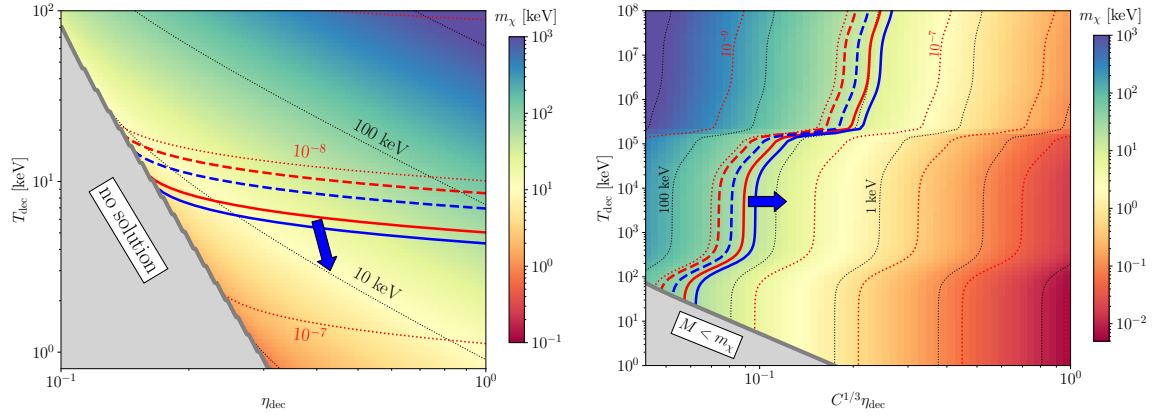 m_χ [keV]
10^2
10^1
10^0
T_dec [keV]
10^-1
10^0
η_dec
100 keV
10^-8
10 keV
10^-7
no solution
10^3
10^2
10^1
10^0
10^-1
m_χ [keV]
10^8
10^7
10^6
10^5
10^4
10^3
10^2
10^1
1
T_dec [keV]
10^-1
10^0
C^{1/3}η_dec
10^-7
100 keV
1 keV
M < m_χ
10^3
10^2
10^1
10^0
10^-1
10^-2